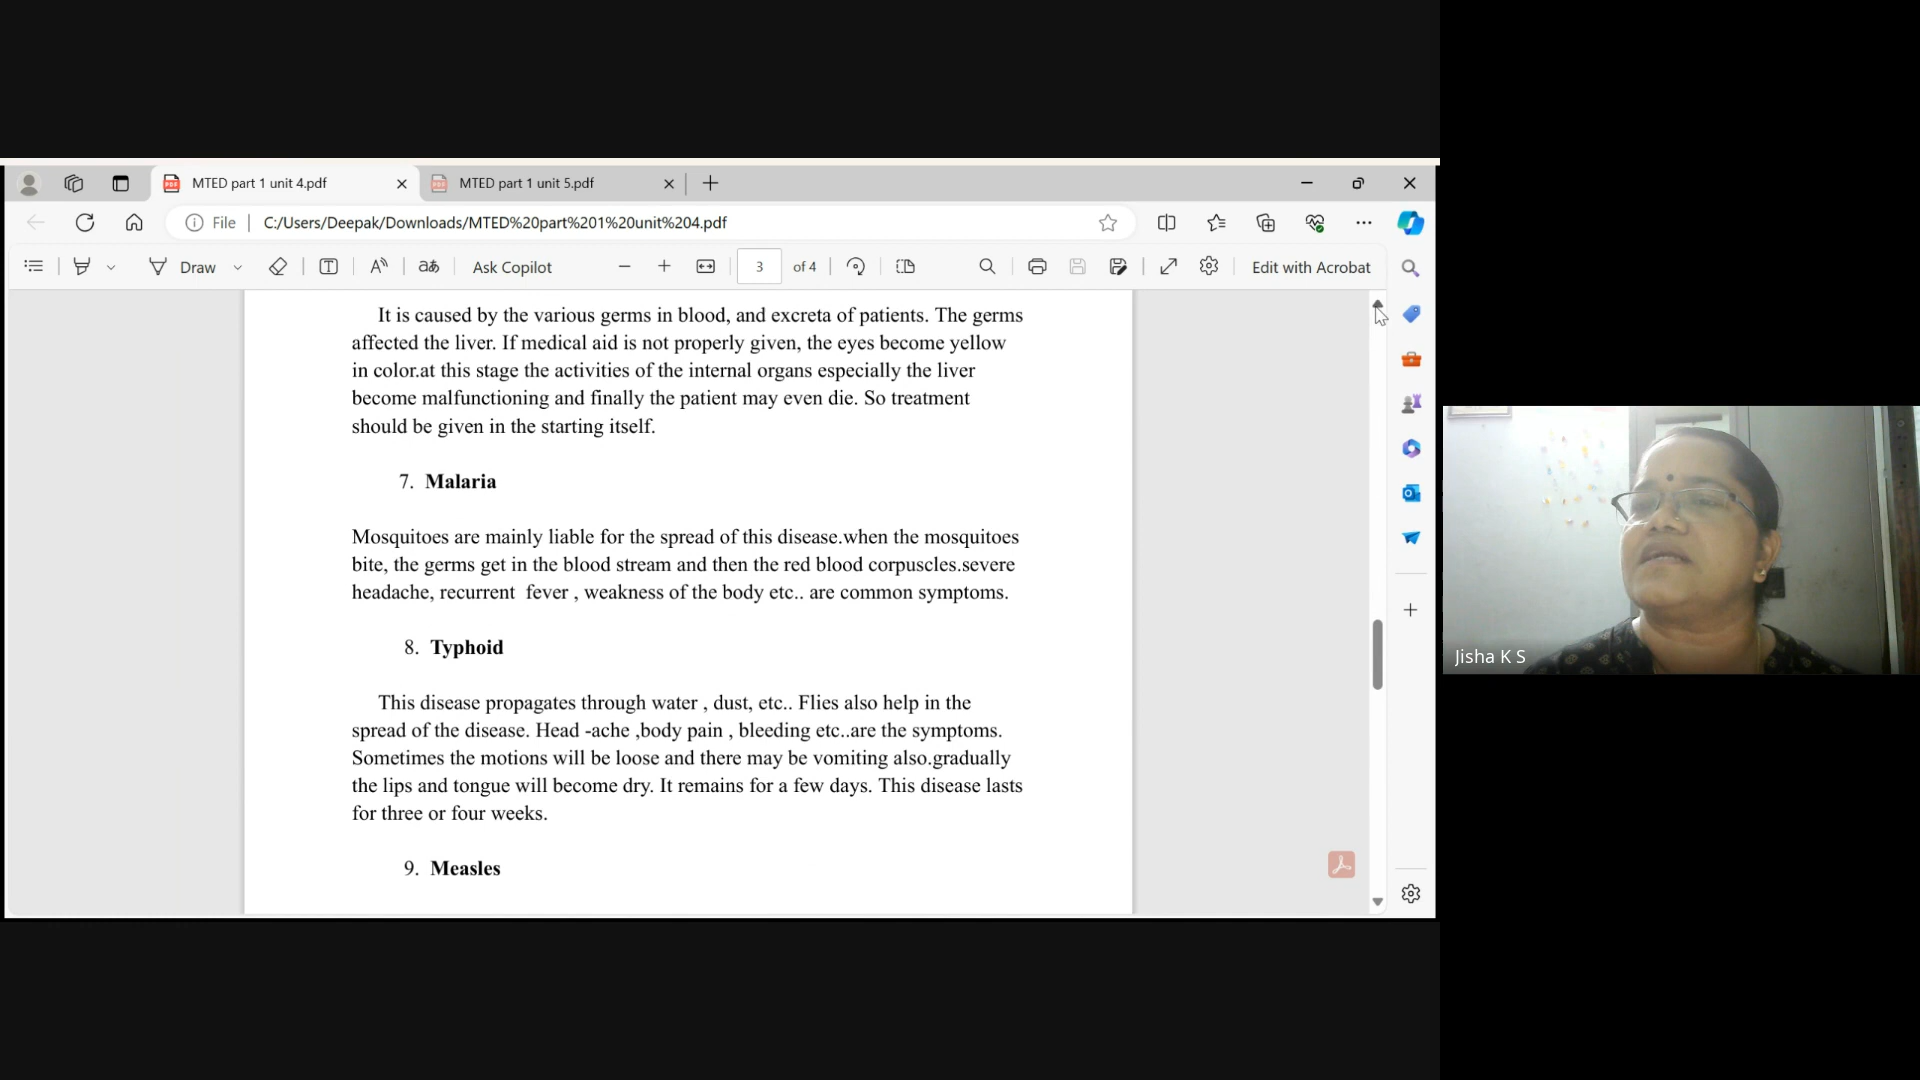 MTED part 1 unit 4.pdf
MTED part 1 unit 5.pdf
File
C:/Users/Deepak/Downloads/MTED%20part%201%20unit%204.pdf
Draw
Ask Copilot
3
of 4
Edit with Acrobat
It is caused by the various germs in blood, and excreta of patients. The germs
affected the liver. If medical aid is not properly given, the eyes become yellow
in color.at this stage the activities of the internal organs especially the liver
become malfunctioning and finally the patient may even die. So treatment
should be given in the starting itself.
7. Malaria
Mosquitoes are mainly liable for the spread of this disease.when the mosquitoes
bite, the germs get in the blood stream and then the red blood corpuscles.severe
headache, recurrent fever , weakness of the body etc.. are common symptoms.
8. Typhoid
This disease propagates through water , dust, etc.. Flies also help in the
spread of the disease. Head -ache ,body pain , bleeding etc..are the symptoms.
Sometimes the motions will be loose and there may be vomiting also.gradually
the lips and tongue will become dry. It remains for a few days. This disease lasts
for three or four weeks.
9. Measles
Jisha K S